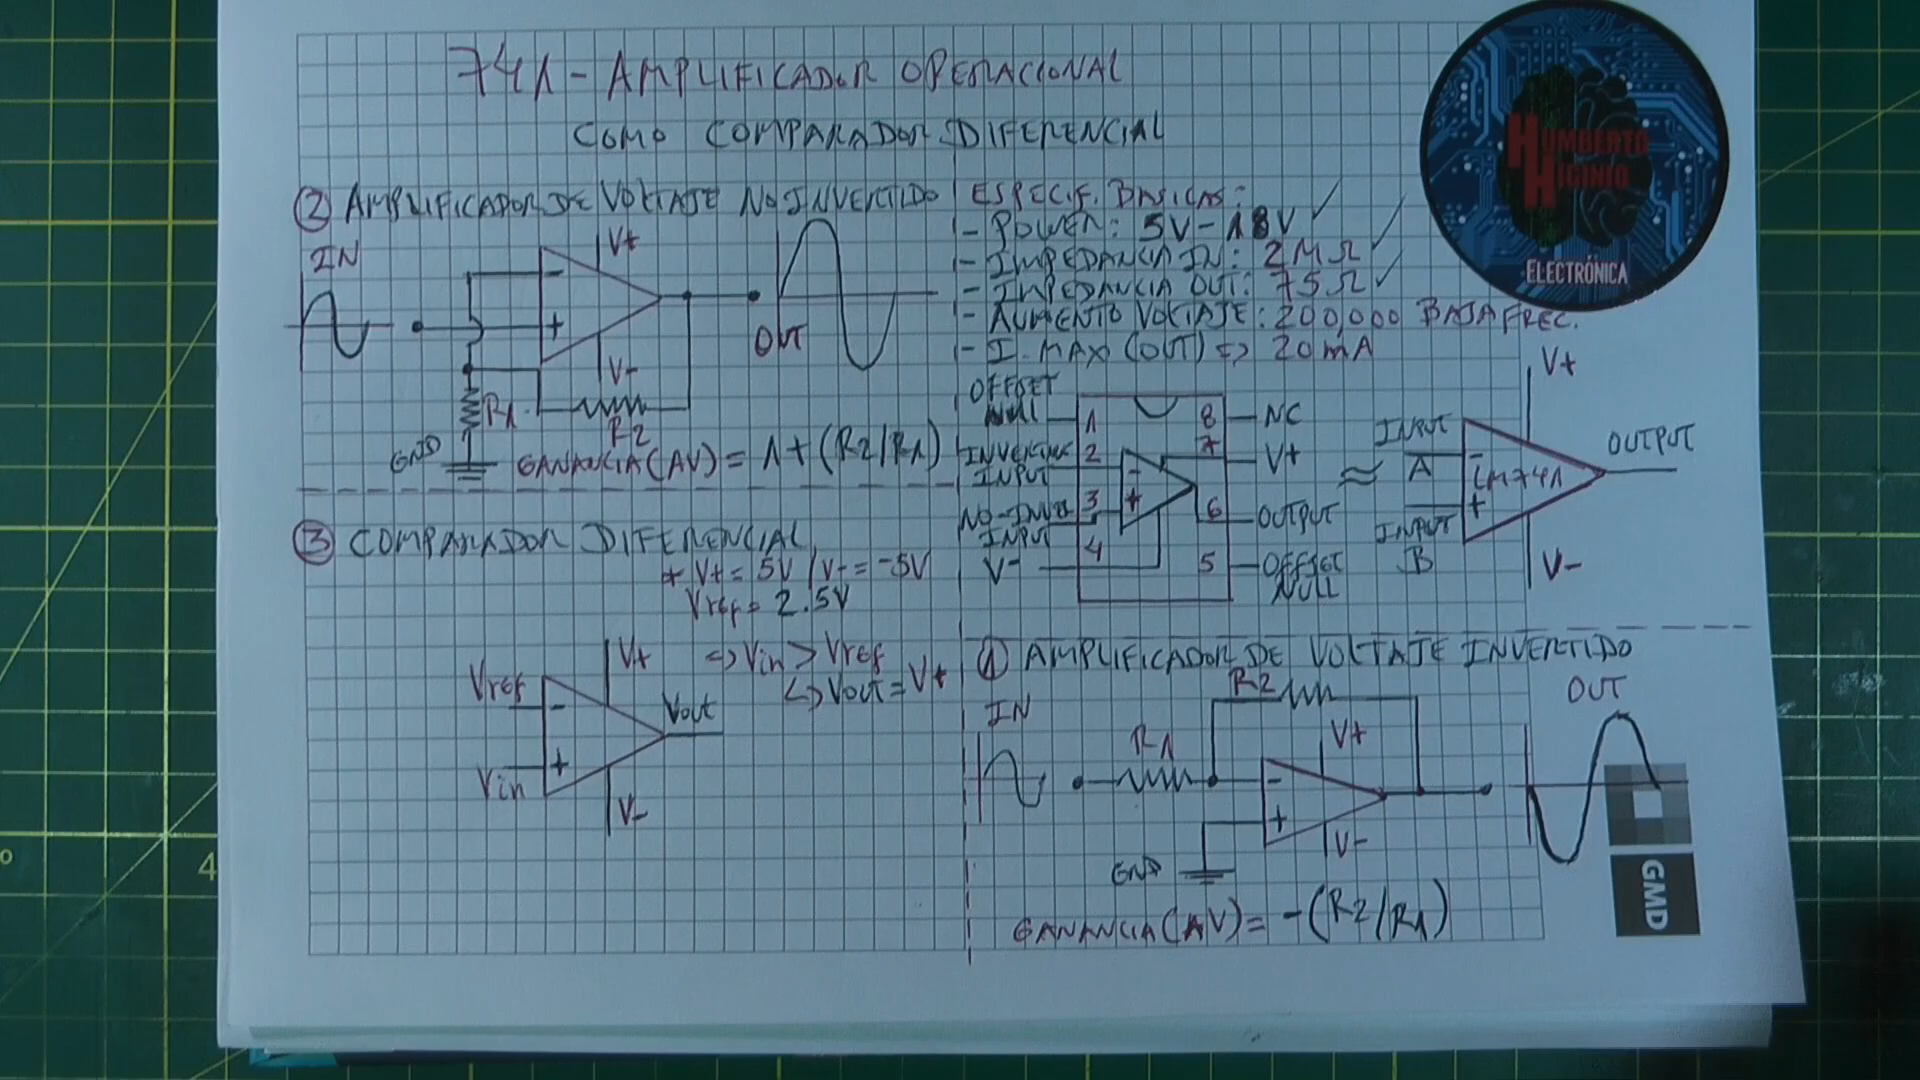 741-AMPLIFICADOR OPERACIONAL
COMO COMPARADOR DIFERENCIAL
HUMBERTO
HIGINIO
ELECTRÓNICA
② AMPLIFICADOR DE VOLTAJE NO INVERTIDO
IN
V+
-
+
V-
OUT
R1
R2
GND
GANANCIA(AV)= 1+(R2/R1)
ESPECIF. BASICAS:
- POWER: 5V-18V ✓
- IMPEDANCIA IN: 2MΩ ✓
- IMPEDANCIA OUT: 75Ω ✓
- AUMENTO VOLTAJE: 200,000 BAJA FREC.
- I. MAX (OUT) => 20mA
OFFSET
NULL
1
8
NC
INVERTING
INPUT
2
7
V+
-
+
NO-INVER
INPUT
3
6
OUTPUT
V-
4
5
OFFSET
NULL
≈
INPUT
A
INPUT
B
-
LM741
+
V+
V-
OUTPUT
③ COMPARADOR DIFERENCIAL
* V+= 5V / V-= -5V
Vref= 2.5V
Vref
-
V+
Vout
Vin
+
V-
=> Vin > Vref
↳ Vout = V+
① AMPLIFICADOR DE VOLTAJE INVERTIDO
R2
OUT
IN
R1
V+
-
+
V-
GND
GANANCIA(AV)= -(R2/R1)
GMD
4